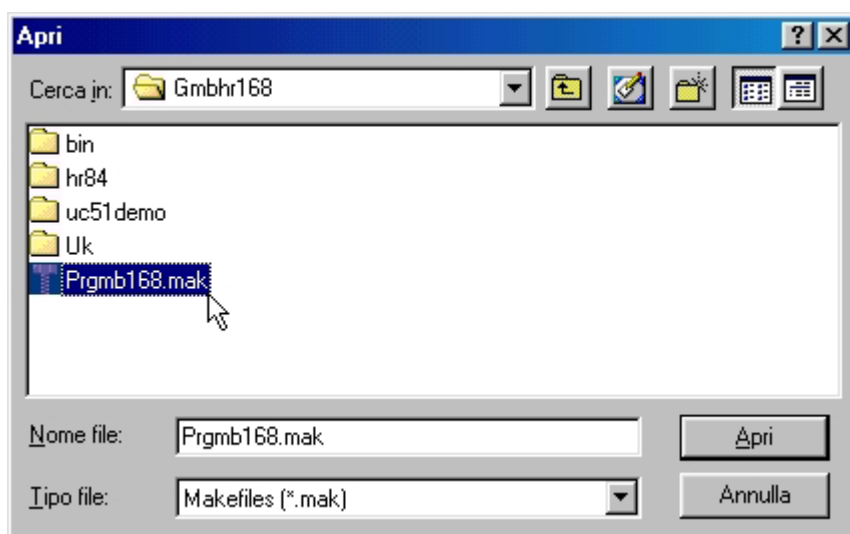 Apri
Cerca in: Gmbhr168
bin
hr84
uc51demo
Uk
Prgmb168.mak
Nome file: Prgmb168.mak Apri
Tipo file: Makefiles (*.mak) Annulla